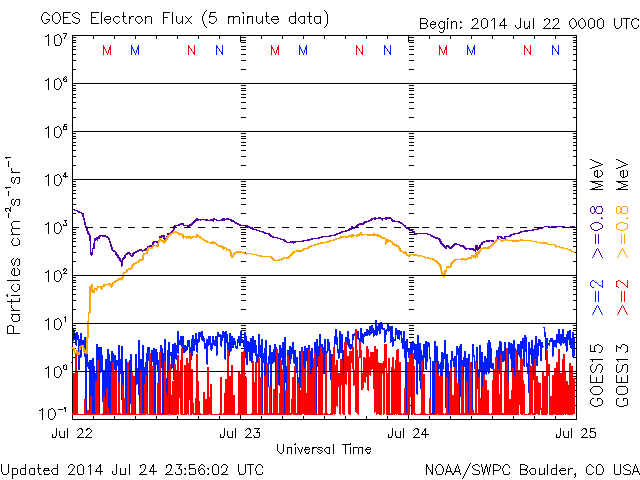 GOES Electron Flux (5 minute data)
Begin: 2014 Jul 22 0000 UTC
M M N N M M N N M M N N
10⁷
10⁶
10⁵
10⁴
10³
10²
10¹
10⁰
10⁻¹
Particles cm⁻²s⁻¹sr⁻¹
Jul 22 Jul 23 Jul 24 Jul 25
Universal Time
GOES15 >=2 >=0.8 MeV
GOES13 >=2 >=0.8 MeV
Updated 2014 Jul 24 23:56:02 UTC
NOAA/SWPC Boulder, CO USA